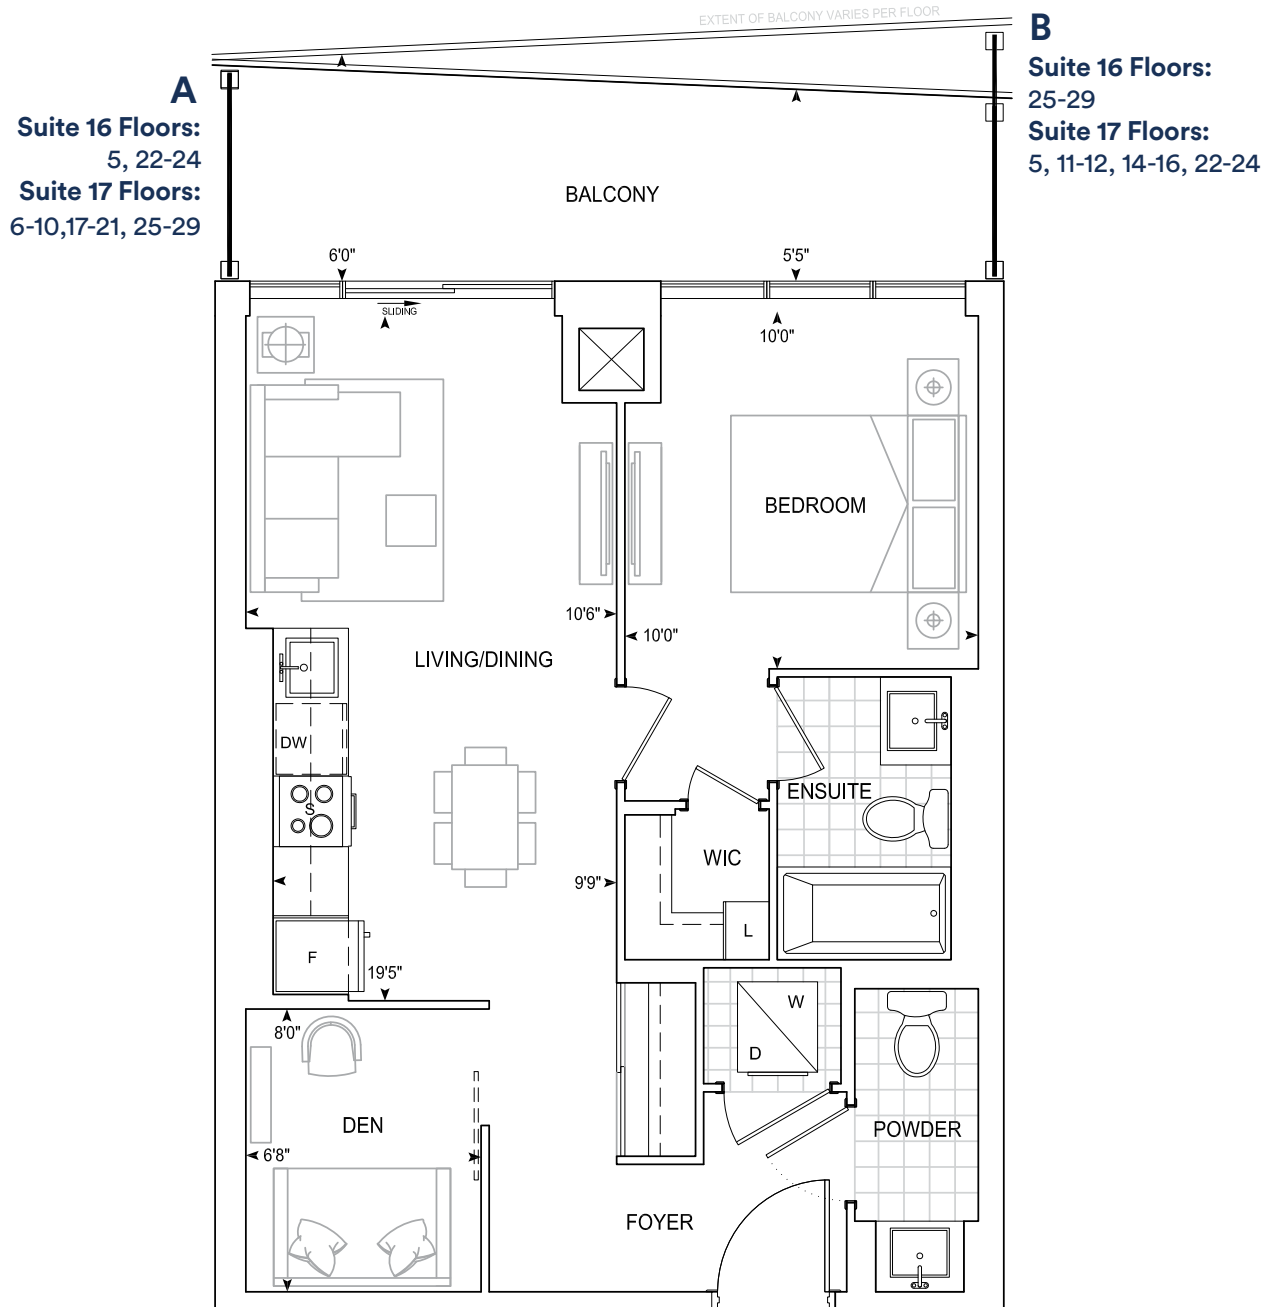 EXTENT OF BALCONY VARIES PER FLOOR
A
Suite 16 Floors:
5, 22-24
Suite 17 Floors:
6-10,17-21, 25-29
B
Suite 16 Floors:
25-29
Suite 17 Floors:
5, 11-12, 14-16, 22-24
BALCONY
6'0"
5'5"
SLIDING
10'0"
BEDROOM
10'6"
10'0"
LIVING/DINING
DW
S
ENSUITE
WIC
9'9"
L
F
19'5"
8'0"
W
D
DEN
POWDER
6'8"
FOYER